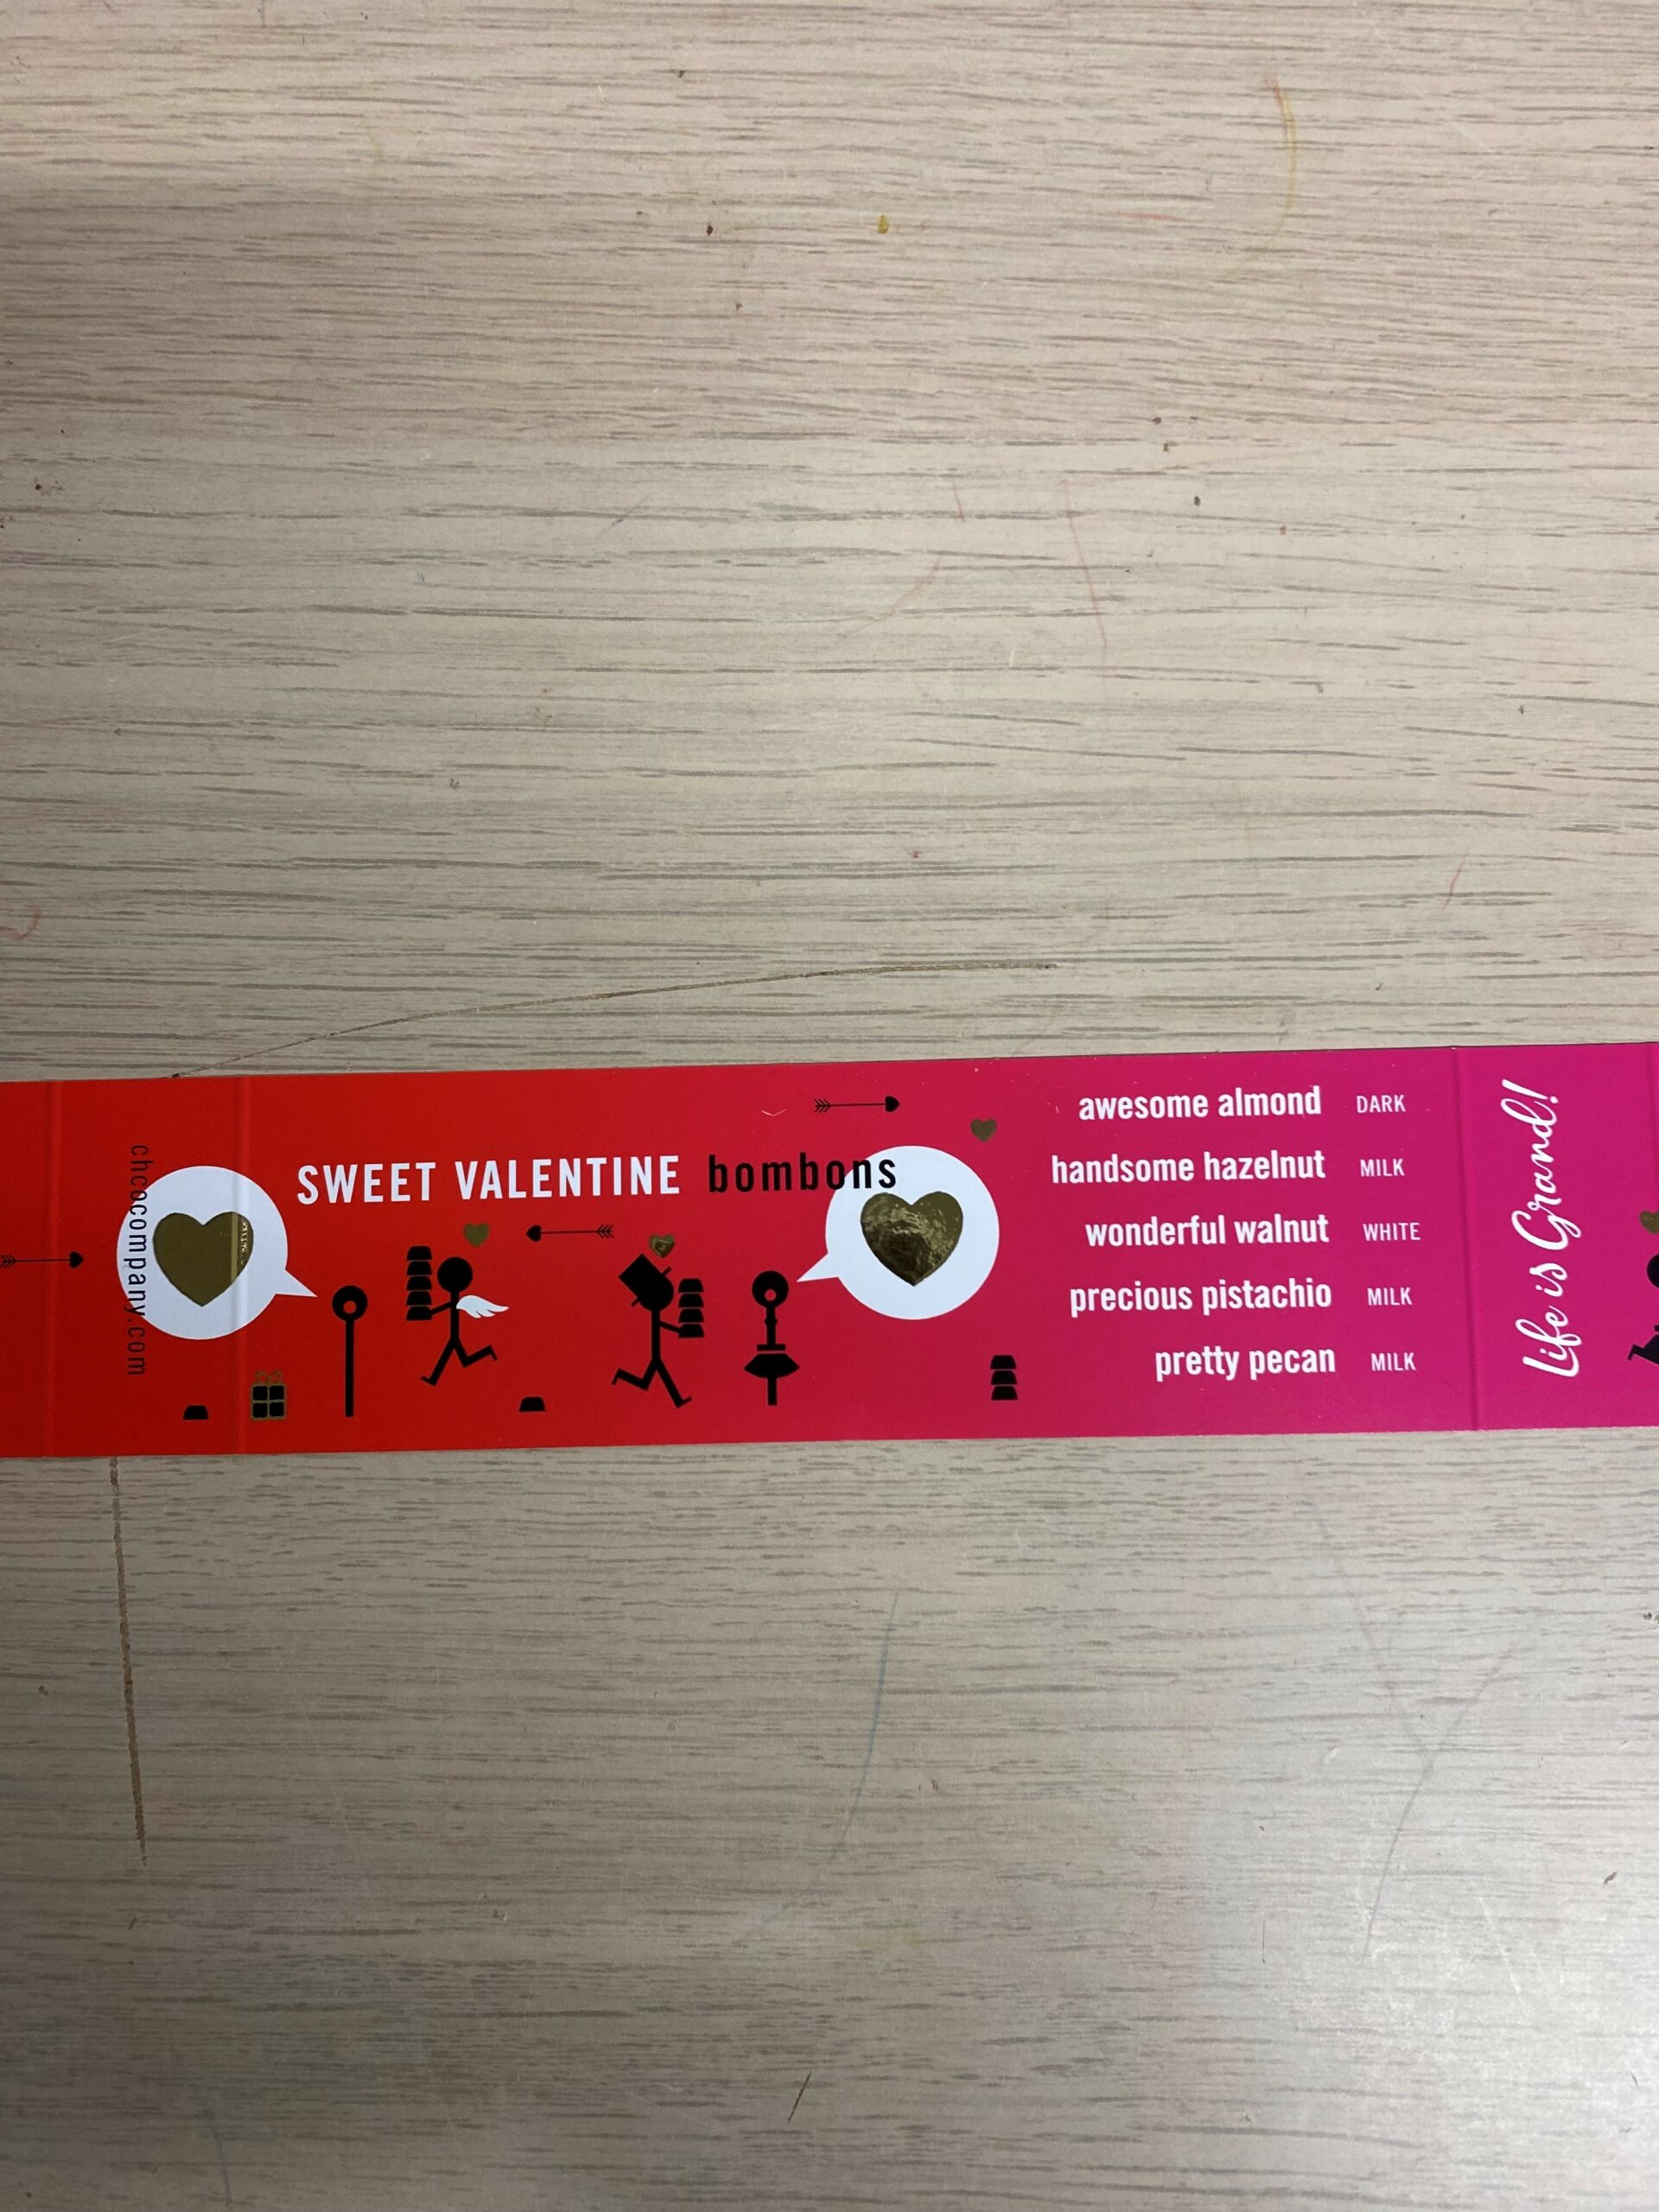 chcocompany.com
SWEET VALENTINE bombons
awesome almond DARK
handsome hazelnut MILK
wonderful walnut WHITE
precious pistachio MILK
pretty pecan MILK
Life is Grand!